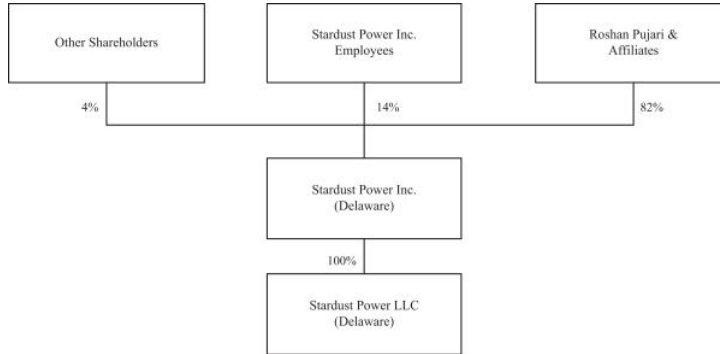 Other Shareholders
Stardust Power Inc.
Employees
Roshan Pujari &
Affiliates
4%
14%
82%
Stardust Power Inc.
(Delaware)
100%
Stardust Power LLC
(Delaware)